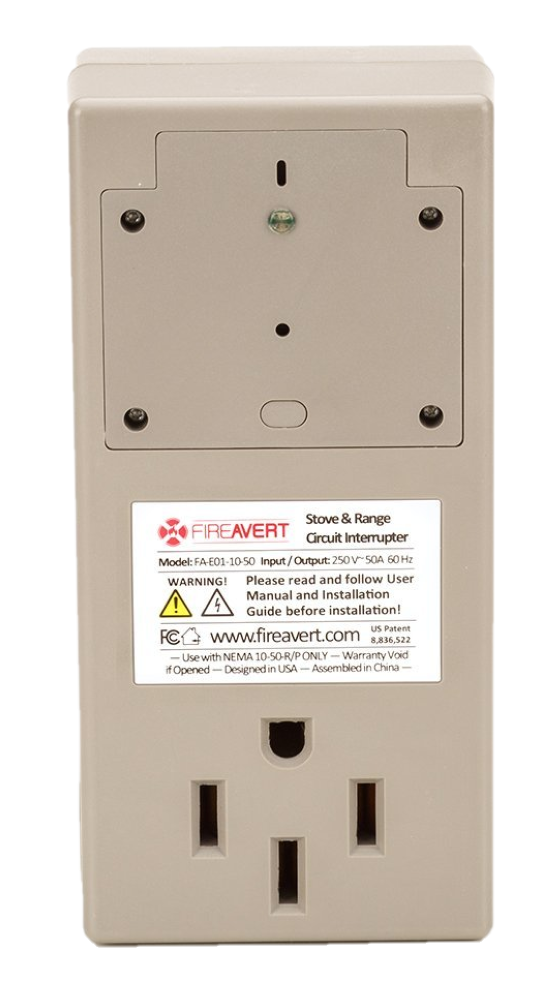 FIREAVERT
Stove & Range
Circuit Interrupter
Model: FA-E01-10-50 Input / Output: 250 V~ 50A 60 Hz
WARNING!
Please read and follow User
Manual and Installation
Guide before installation!
FC www.fireavert.com
US Patent
8,836,522
— Use with NEMA 10-50-R/P ONLY — Warranty Void
if Opened — Designed in USA — Assembled in China —